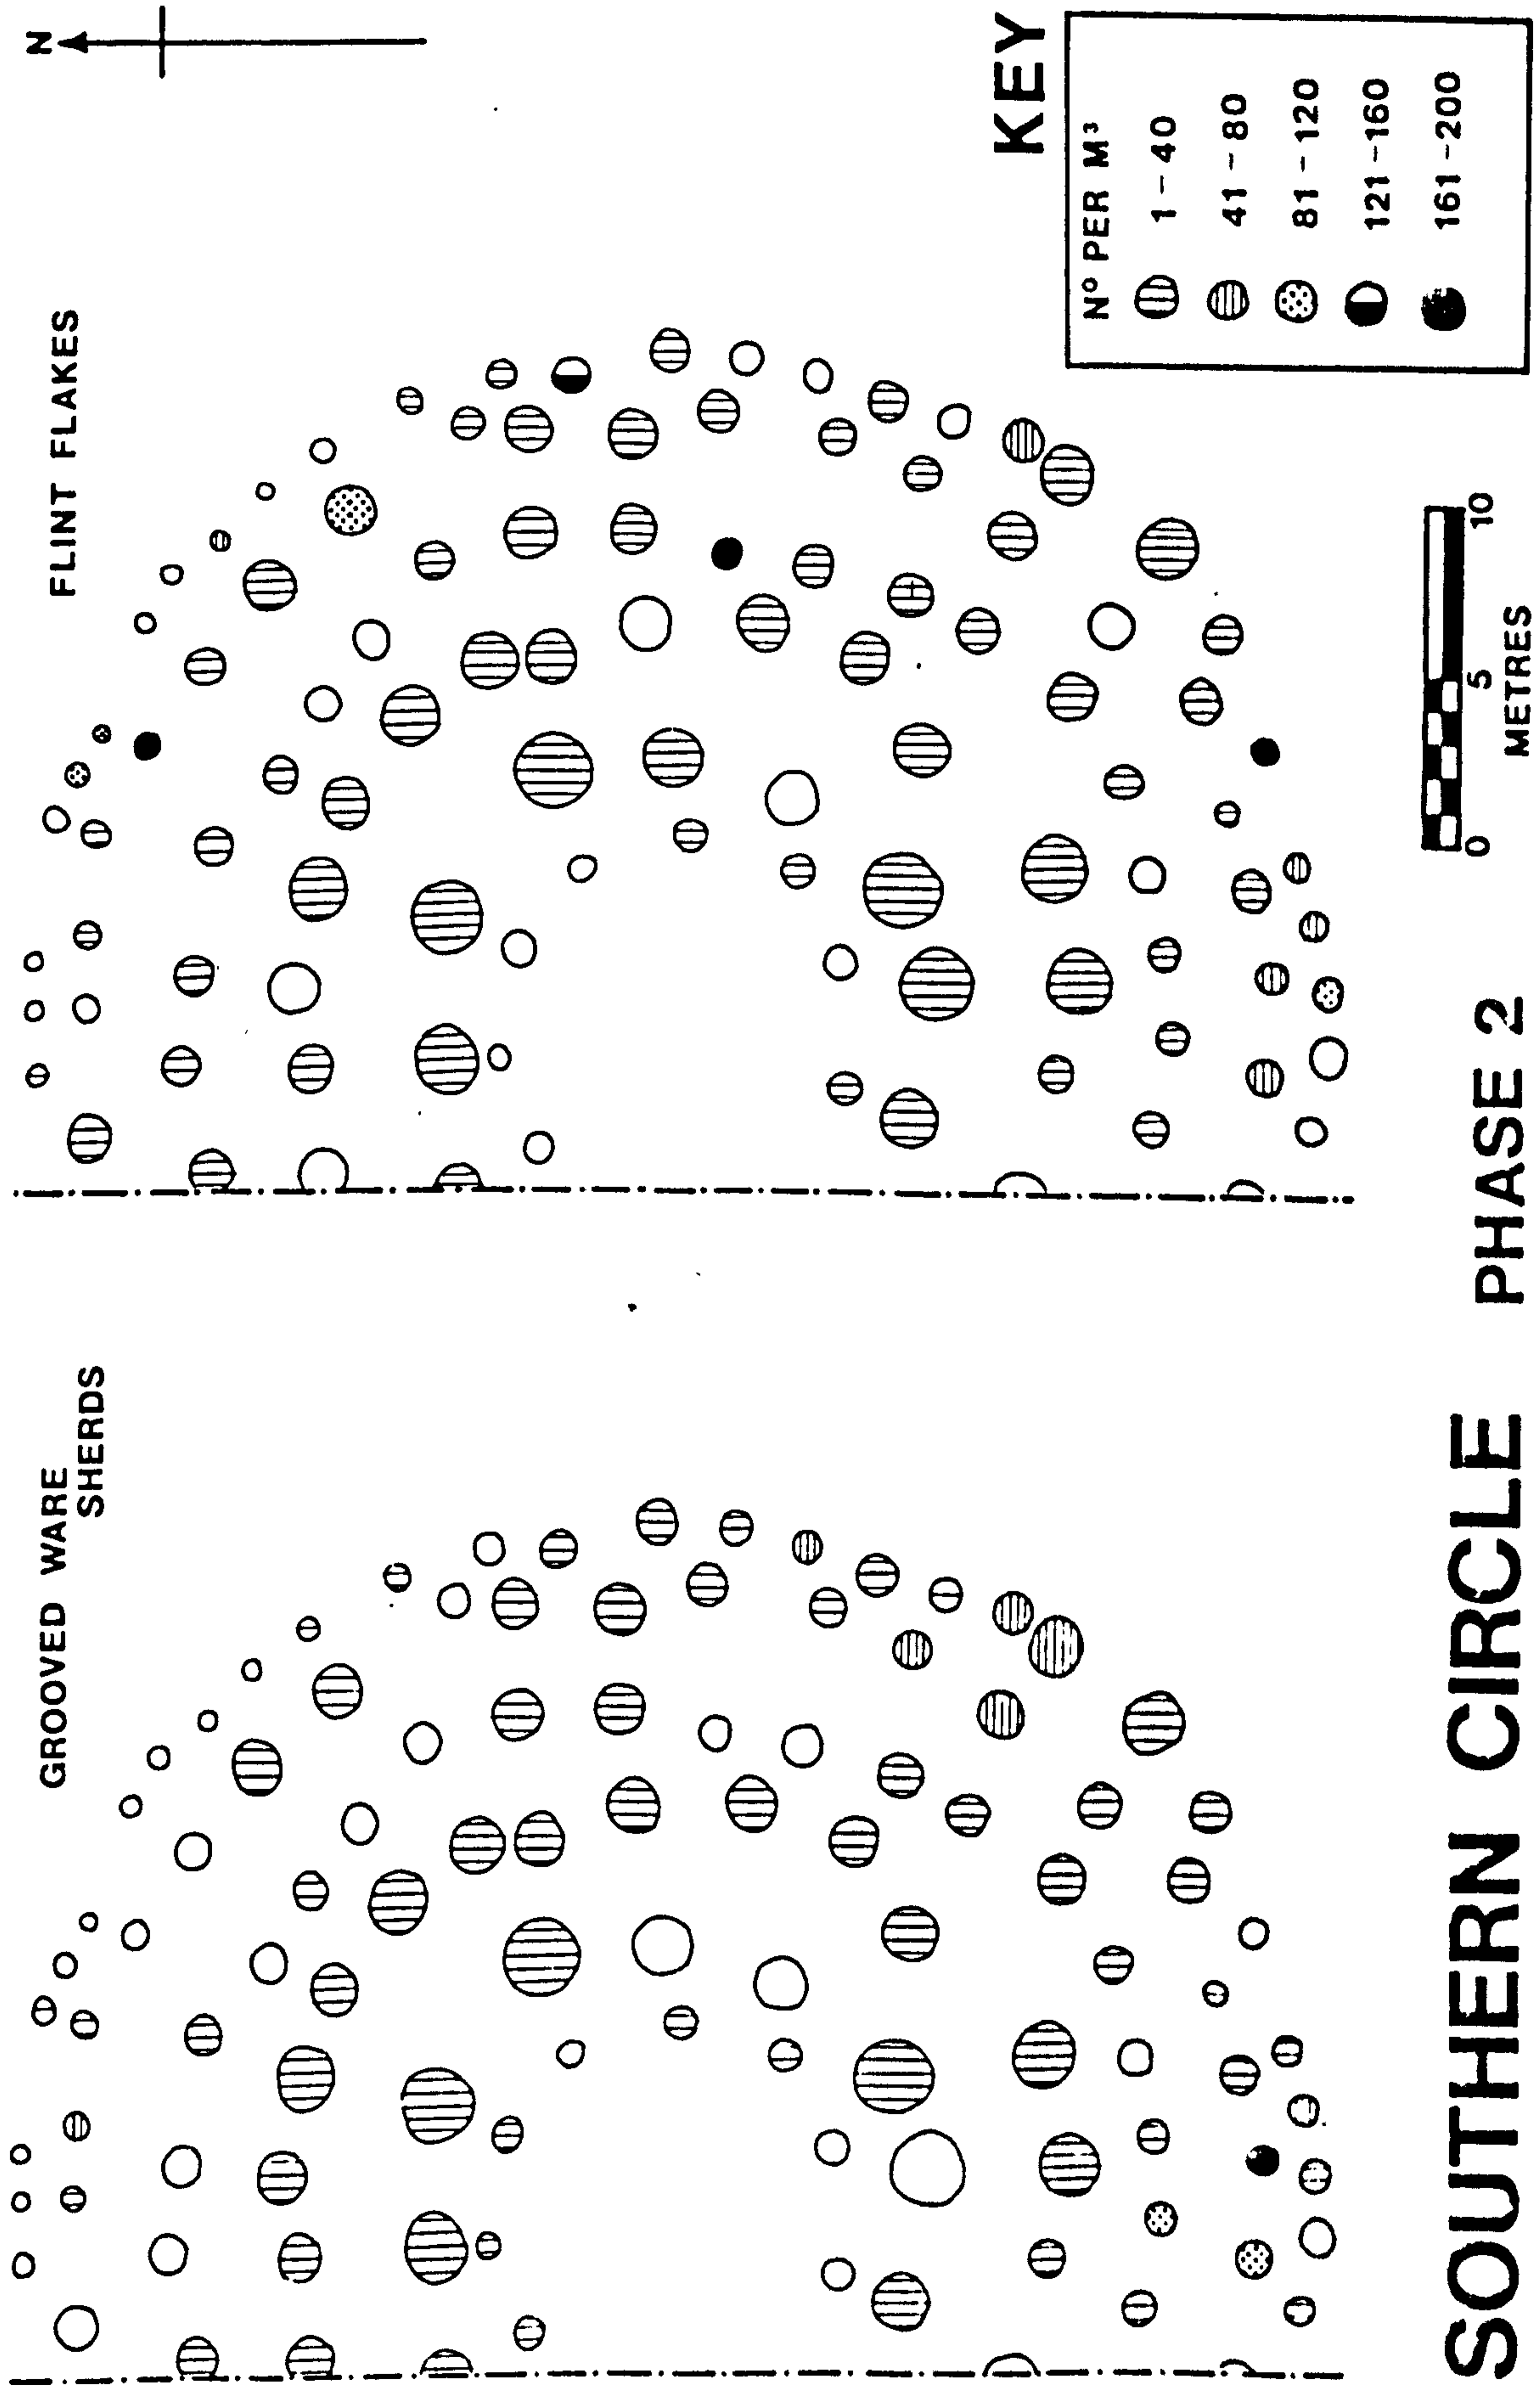 GROOVED WARE
SHERDS
FLINT FLAKES
N
KEY
Nº PER M³
1-40
41-80
81-120
121-160
161-200
0
5
10
METRES
SOUTHERN CIRCLE PHASE 2